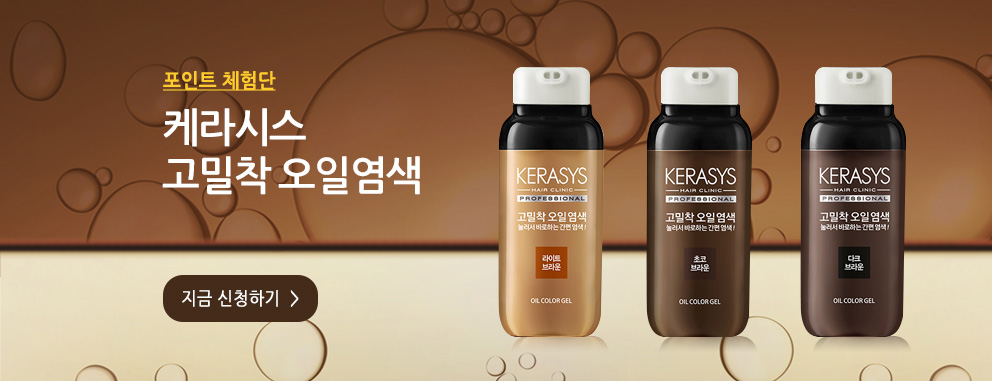 포인트 체험단
케라시스
고밀착 오일염색
지금 신청하기 >
KERASYS
HAIR CLINIC
PROFESSIONAL
고밀착 오일염색
눌러서 바로하는 간편 염색!
라이트
브라운
OIL COLOR GEL
KERASYS
HAIR CLINIC
PROFESSIONAL
고밀착 오일염색
눌러서 바로하는 간편 염색!
초코
브라운
OIL COLOR GEL
KERASYS
HAIR CLINIC
PROFESSIONAL
고밀착 오일염색
눌러서 바로하는 간편 염색!
다크
브라운
OIL COLOR GEL